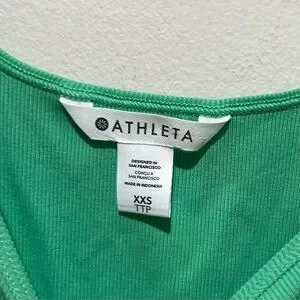 ATHLETA
DESIGNED IN
SAN FRANCISCO
CONÇU À
SAN FRANCISCO
MADE IN INDONESIA
XXS
TTP